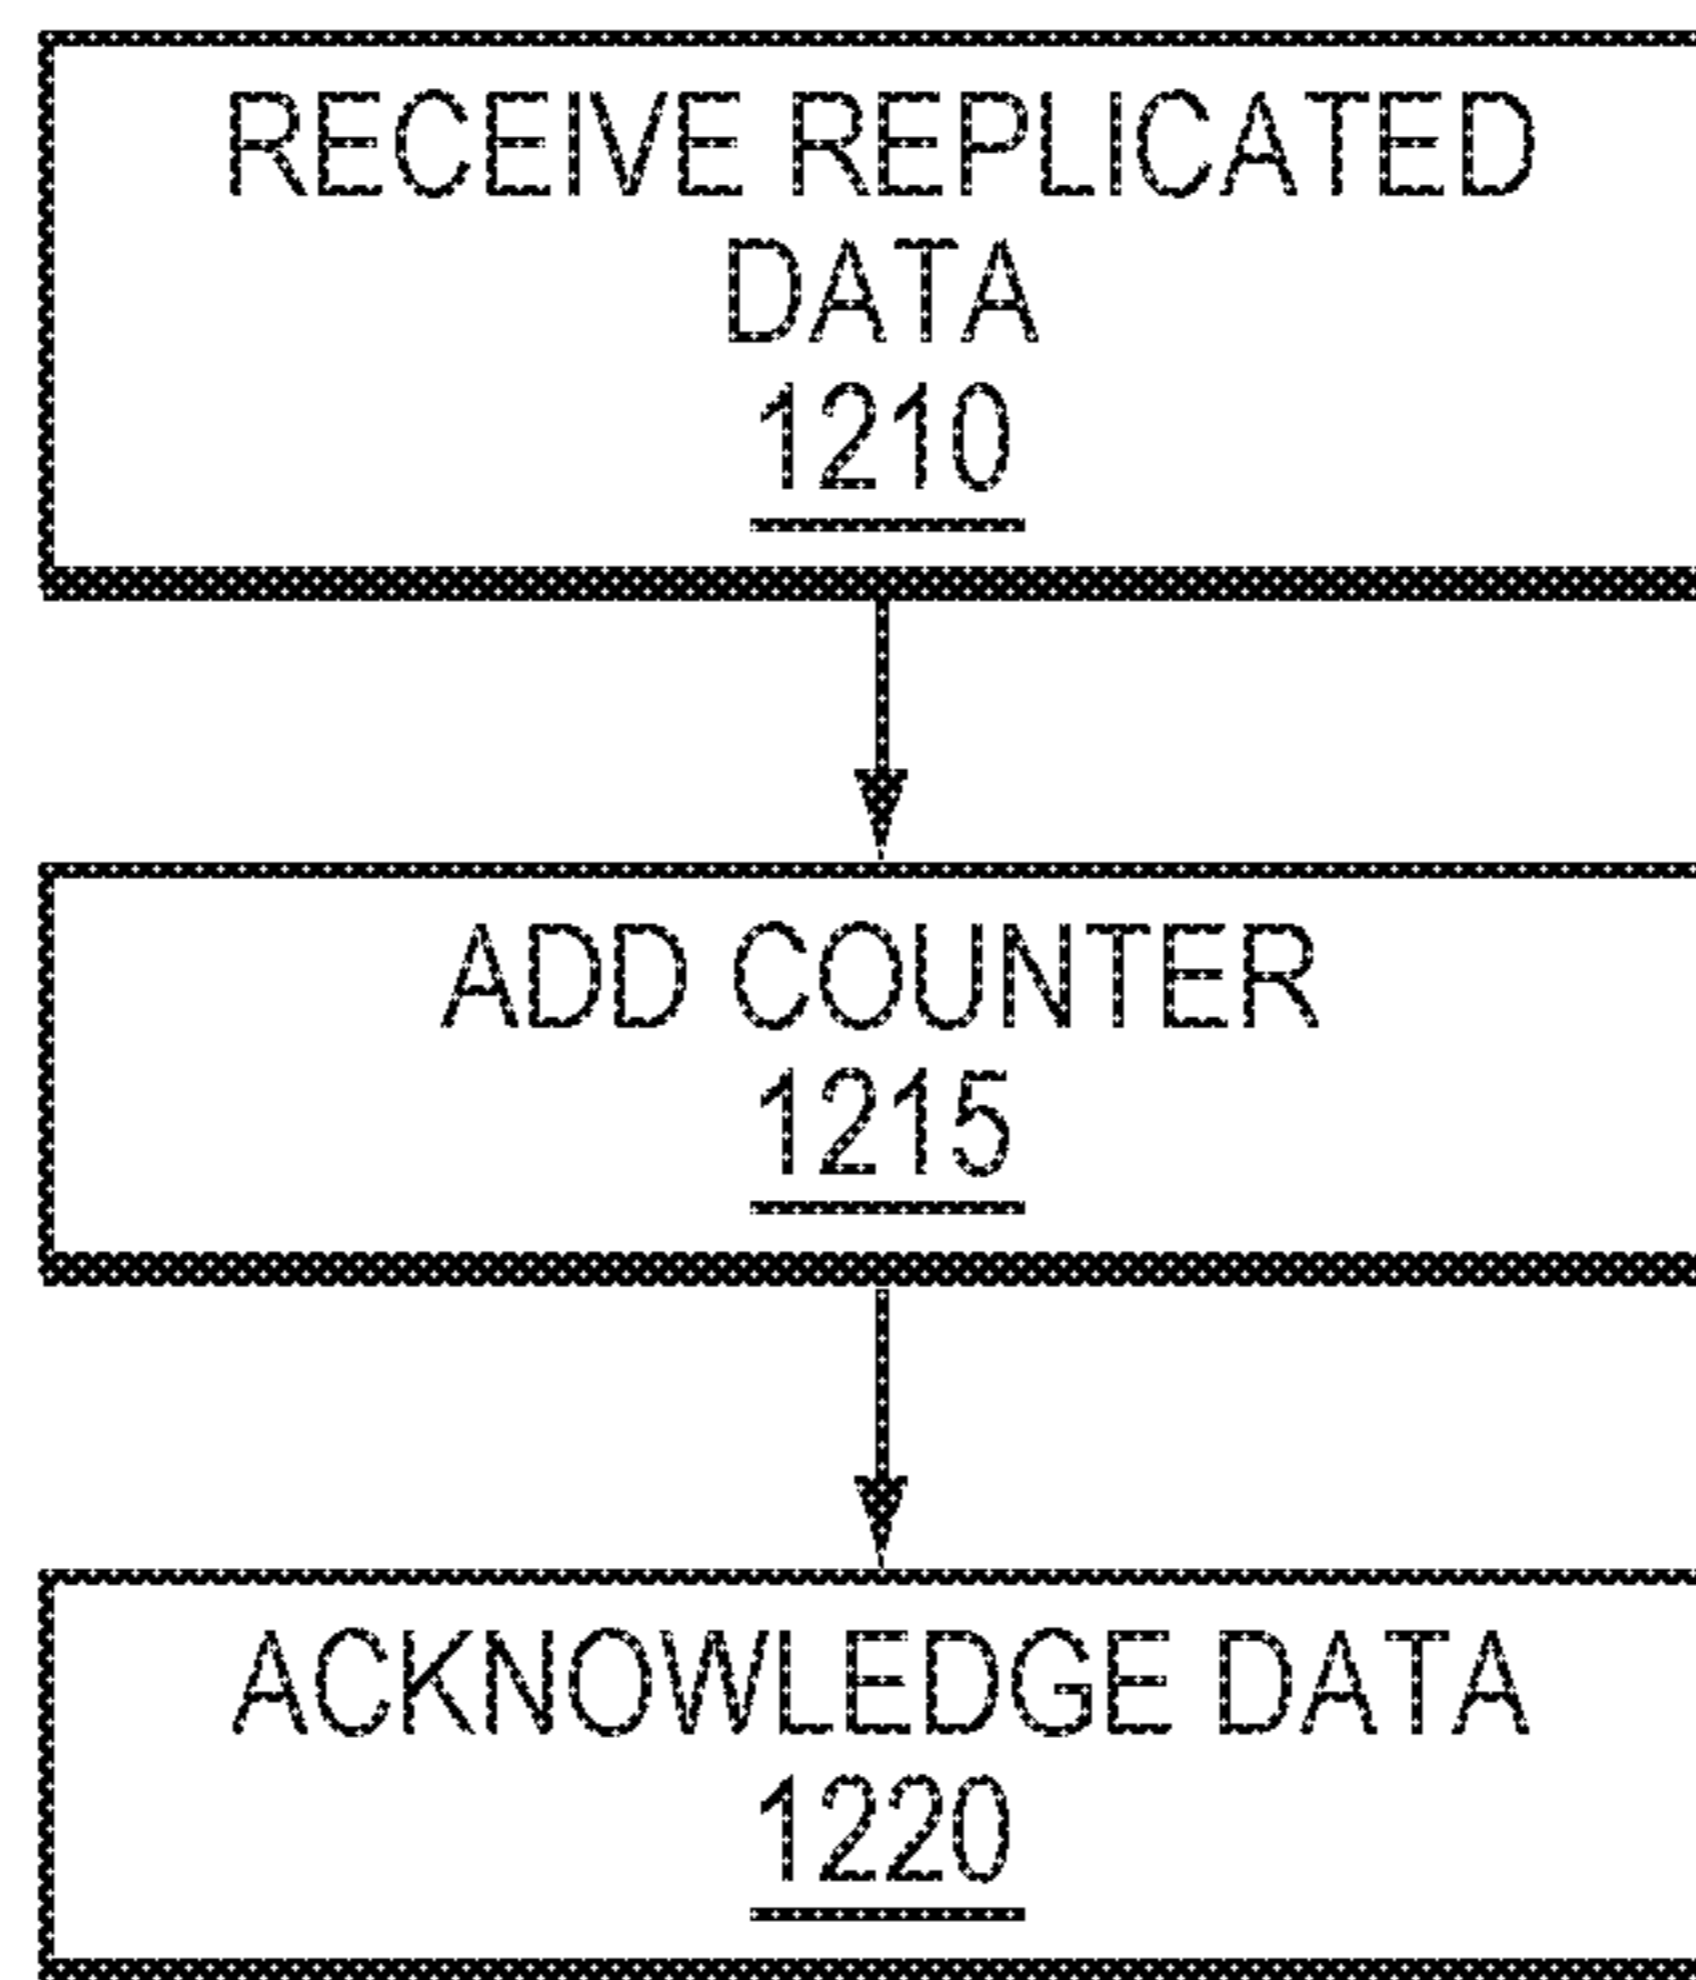 RECEIVE REPLICATED
DATA
1210
ADD COUNTER
1215
ACKNOWLEDGE DATA
1220